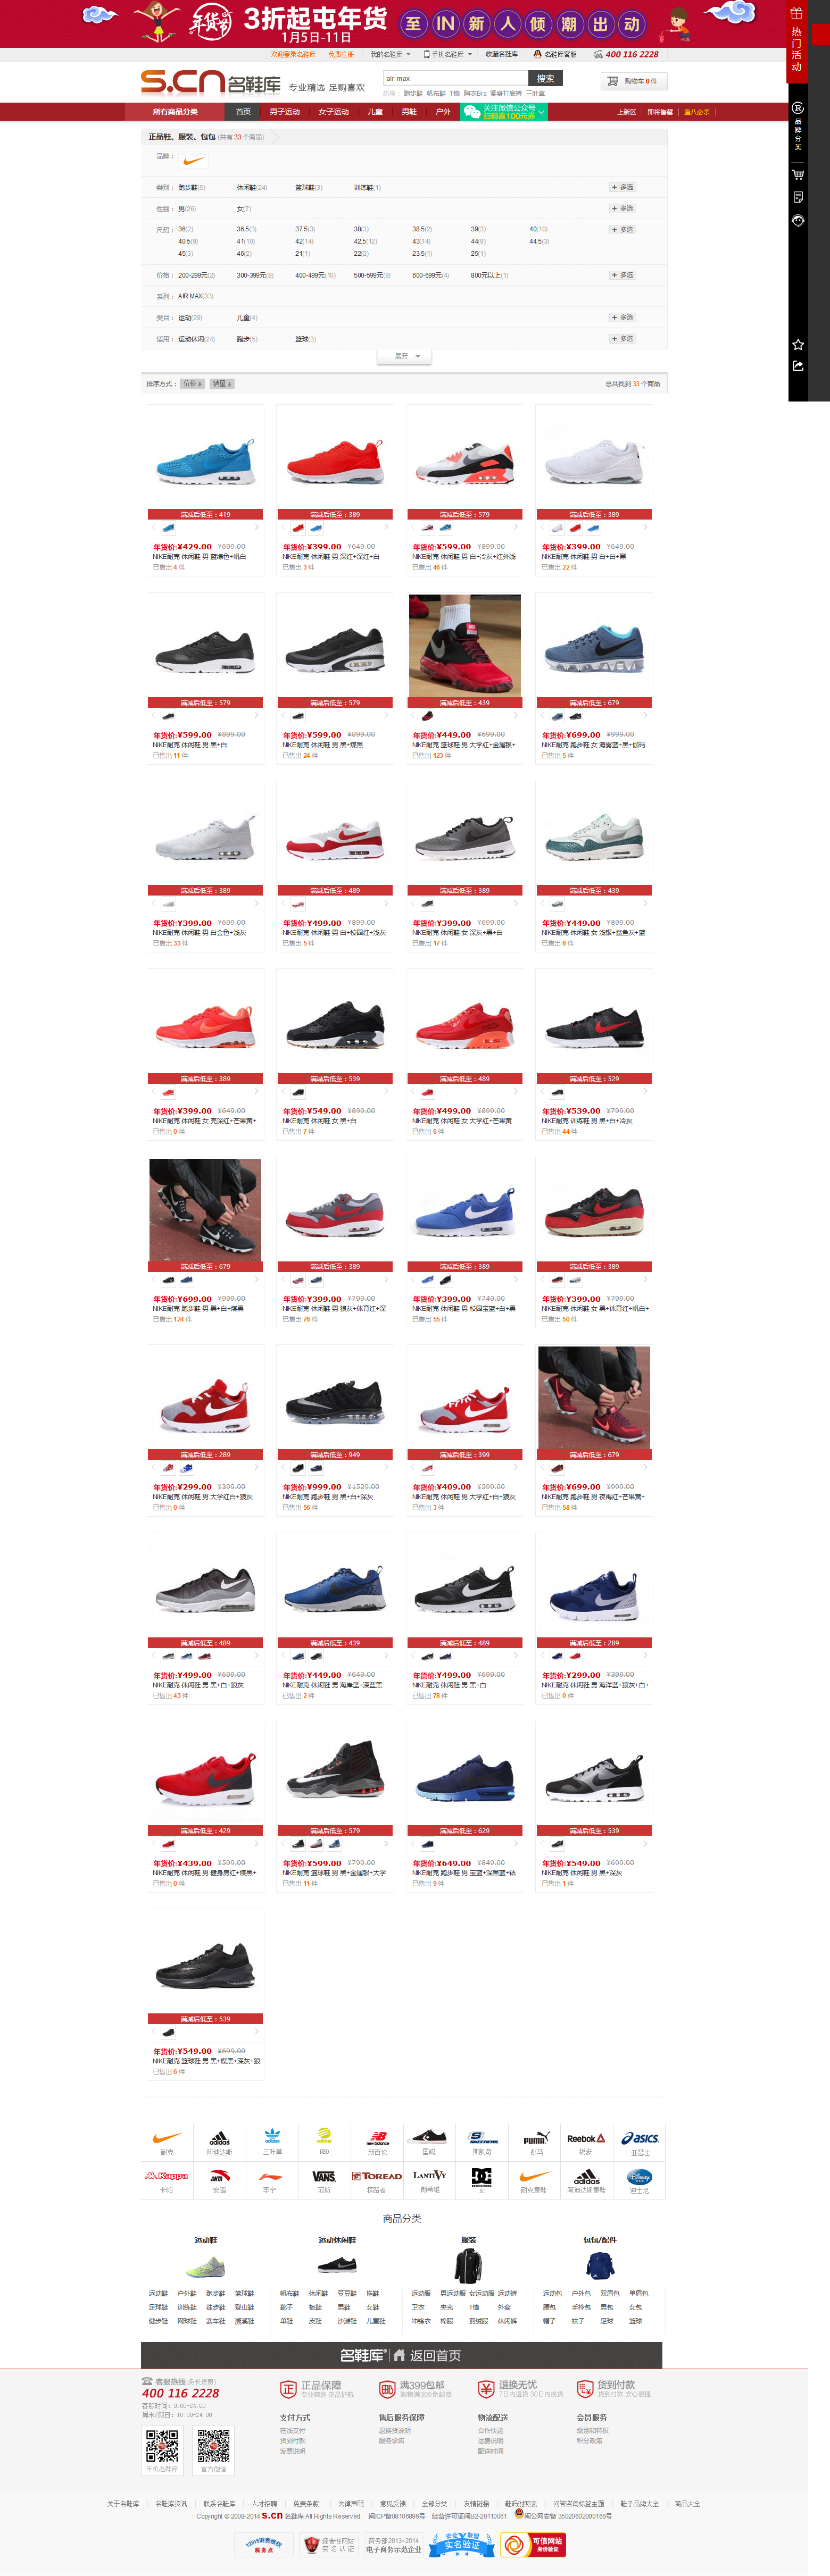 年货节 3折起屯年货
1月5日-11日
至IN新人倾潮出动
热门活动
欢迎登录名鞋库 免费注册 我的名鞋库 手机名鞋库 收藏名鞋库 名鞋库客服 400 116 2228
S.CN名鞋库 专业精选 足购喜欢
air max 搜索
购物车 0 件
热搜： 跑步鞋 帆布鞋 T恤 胸衣Bra 紧身打底裤 三叶草
所有商品分类 首页 男子运动 女子运动 儿童 男鞋 户外 关注微信公众号 扫码派100元券 上新区 即将售罄
品牌分类
正品鞋、服装、包包 (共有 33 个商品)
品牌：
类别： 跑步鞋(5) 休闲鞋(24) 篮球鞋(3) 训练鞋(1) + 多选
性别： 男(26) 女(7) + 多选
尺码： 36(2) 36.5(3) 37.5(3) 38(3) 38.5(2) 39(3) 40(10) + 多选
40.5(9) 41(10) 42(14) 42.5(12) 43(14) 44(9) 44.5(3)
45(3) 46(2) 21(1) 22(2) 23.5(1) 25(1)
价格： 200-299元(2) 300-399元(8) 400-499元(10) 500-599元(8) 600-699元(4) 800元以上(1) + 多选
系列： AIR MAX(33)
类目： 运动(29) 儿童(4) + 多选
适用： 运动休闲(24) 跑步(5) 篮球(3) + 多选
展开
排序方式： 价格 销量 总共找到 33 个商品
满减后低至：419 满减后低至：389 满减后低至：579 满减后低至：389
年货价:¥429.00 ¥699.00 年货价:¥399.00 ¥649.00 年货价:¥599.00 ¥899.00 年货价:¥399.00 ¥649.00
NIKE耐克 休闲鞋 男 蓝绿色+帆白 NIKE耐克 休闲鞋 男 深红+深红+白 NIKE耐克 休闲鞋 男 白+冷灰+红外线 NIKE耐克 休闲鞋 男 白+白+黑
已售出 4 件 已售出 3 件 已售出 46 件 已售出 22 件
满减后低至：579 满减后低至：579 满减后低至：439 满减后低至：679
年货价:¥599.00 ¥899.00 年货价:¥599.00 ¥899.00 年货价:¥449.00 ¥699.00 年货价:¥699.00 ¥999.00
NIKE耐克 休闲鞋 男 黑+白 NIKE耐克 休闲鞋 男 黑+煤黑 NIKE耐克 篮球鞋 男 大学红+金属银+ NIKE耐克 跑步鞋 女 海雾蓝+黑+伽玛
已售出 11 件 已售出 24 件 已售出 123 件 已售出 5 件
满减后低至：389 满减后低至：489 满减后低至：389 满减后低至：439
年货价:¥399.00 ¥699.00 年货价:¥499.00 ¥899.00 年货价:¥399.00 ¥699.00 年货价:¥449.00 ¥899.00
NIKE耐克 休闲鞋 男 白金色+浅灰 NIKE耐克 休闲鞋 男 白+校园红+浅灰 NIKE耐克 休闲鞋 女 深灰+黑+白 NIKE耐克 休闲鞋 女 浅银+鲨鱼灰+蓝
已售出 33 件 已售出 5 件 已售出 17 件 已售出 6 件
满减后低至：389 满减后低至：539 满减后低至：489 满减后低至：529
年货价:¥399.00 ¥649.00 年货价:¥549.00 ¥899.00 年货价:¥499.00 ¥899.00 年货价:¥539.00 ¥799.00
NIKE耐克 休闲鞋 女 亮深红+芒果黄+ NIKE耐克 休闲鞋 女 黑+白 NIKE耐克 休闲鞋 女 大学红+芒果黄 NIKE耐克 训练鞋 男 黑+白+冷灰
已售出 0 件 已售出 7 件 已售出 6 件 已售出 44 件
满减后低至：679 满减后低至：389 满减后低至：389 满减后低至：389
年货价:¥699.00 ¥999.00 年货价:¥399.00 ¥799.00 年货价:¥399.00 ¥749.00 年货价:¥399.00 ¥799.00
NIKE耐克 跑步鞋 男 黑+白+煤黑 NIKE耐克 休闲鞋 男 狼灰+体育红+深 NIKE耐克 休闲鞋 男 校园宝蓝+白+黑 NIKE耐克 休闲鞋 女 黑+体育红+帆白+
已售出 124 件 已售出 76 件 已售出 55 件 已售出 50 件
满减后低至：289 满减后低至：949 满减后低至：399 满减后低至：679
年货价:¥299.00 ¥399.00 年货价:¥999.00 ¥1529.00 年货价:¥409.00 ¥599.00 年货价:¥699.00 ¥999.00
NIKE耐克 休闲鞋 男 大学红白+狼灰 NIKE耐克 跑步鞋 男 黑+白+深灰 NIKE耐克 休闲鞋 男 大学红+白+狼灰 NIKE耐克 跑步鞋 男 夜魇红+芒果黄+
已售出 0 件 已售出 56 件 已售出 3 件 已售出 58 件
满减后低至：489 满减后低至：439 满减后低至：489 满减后低至：289
年货价:¥499.00 ¥699.00 年货价:¥449.00 ¥649.00 年货价:¥499.00 ¥699.00 年货价:¥299.00 ¥399.00
NIKE耐克 休闲鞋 男 黑+白+狼灰 NIKE耐克 休闲鞋 男 海岸蓝+深蓝黑 NIKE耐克 休闲鞋 男 黑+白 NIKE耐克 休闲鞋 男 海洋蓝+狼灰+白+
已售出 43 件 已售出 2 件 已售出 78 件 已售出 0 件
满减后低至：429 满减后低至：579 满减后低至：629 满减后低至：539
年货价:¥439.00 ¥599.00 年货价:¥599.00 ¥799.00 年货价:¥649.00 ¥849.00 年货价:¥549.00 ¥699.00
NIKE耐克 休闲鞋 男 健身房红+煤黑+ NIKE耐克 篮球鞋 男 黑+金属银+大学 NIKE耐克 跑步鞋 男 宝蓝+深黑蓝+钴 NIKE耐克 休闲鞋 男 黑+深灰
已售出 0 件 已售出 11 件 已售出 9 件 已售出 1 件
满减后低至：539
年货价:¥549.00 ¥699.00
NIKE耐克 篮球鞋 男 黑+煤黑+深灰+狼
已售出 6 件
adidas adidas new balance SKECHERS PUMA Reebok asics
耐克 阿迪达斯 三叶草 NEO 新百伦 匡威 斯凯奇 彪马 锐步 亚瑟士
Kappa ANTA VANS TOREAD LANTIVY DC adidas Disney
卡帕 安踏 李宁 范斯 探路者 朗蒂维 DC 耐克童鞋 阿迪达斯童鞋 迪士尼
商品分类
运动鞋 运动休闲鞋 服装 包包/配件
运动鞋 户外鞋 跑步鞋 篮球鞋 帆布鞋 休闲鞋 豆豆鞋 拖鞋 运动服 男运动服 女运动服 运动裤 运动包 户外包 双肩包 单肩包
足球鞋 训练鞋 徒步鞋 登山鞋 靴子 板鞋 男鞋 女鞋 卫衣 夹克 T恤 外套 腰包 手拎包 男包 女包
健步鞋 网球鞋 赛车鞋 溯溪鞋 单鞋 皮鞋 沙滩鞋 儿童鞋 冲锋衣 棉服 羽绒服 休闲裤 帽子 袜子 足球 篮球
名鞋库 返回首页
客服热线(免长途费)
400 116 2228
客服时间：9:00-24:00
周末/假日：10:00-24:00
手机名鞋库 官方微信
正品保障 专业精选 正品护航
满399包邮 购物满399免邮费
退换无忧 7日内退货 30日内换货
货到付款 货到付款 安心便捷
支付方式 售后服务保障 物流配送 会员服务
在线支付 退换货说明 合作快递 级别和特权
货到付款 服务承诺 运费说明 积分政策
发票说明 配送时间
关于名鞋库 名鞋库资讯 联系名鞋库 人才招聘 免责条款 法律声明 意见反馈 全部分类 友情链接 鞋码对照表 问答咨询标签主题 鞋子品牌大全 商品大全
Copyright © 2008-2014 S.cn 名鞋库 All Rights Reserved. 闽ICP备08106896号 经营许可证闽B2-20110061 闽公网安备 35020602000165号
12315消费维权 服务点
经营性网站 实名认证
商务部2013-2014 电子商务示范企业
安全联盟 实名验证
可信网站 身份验证